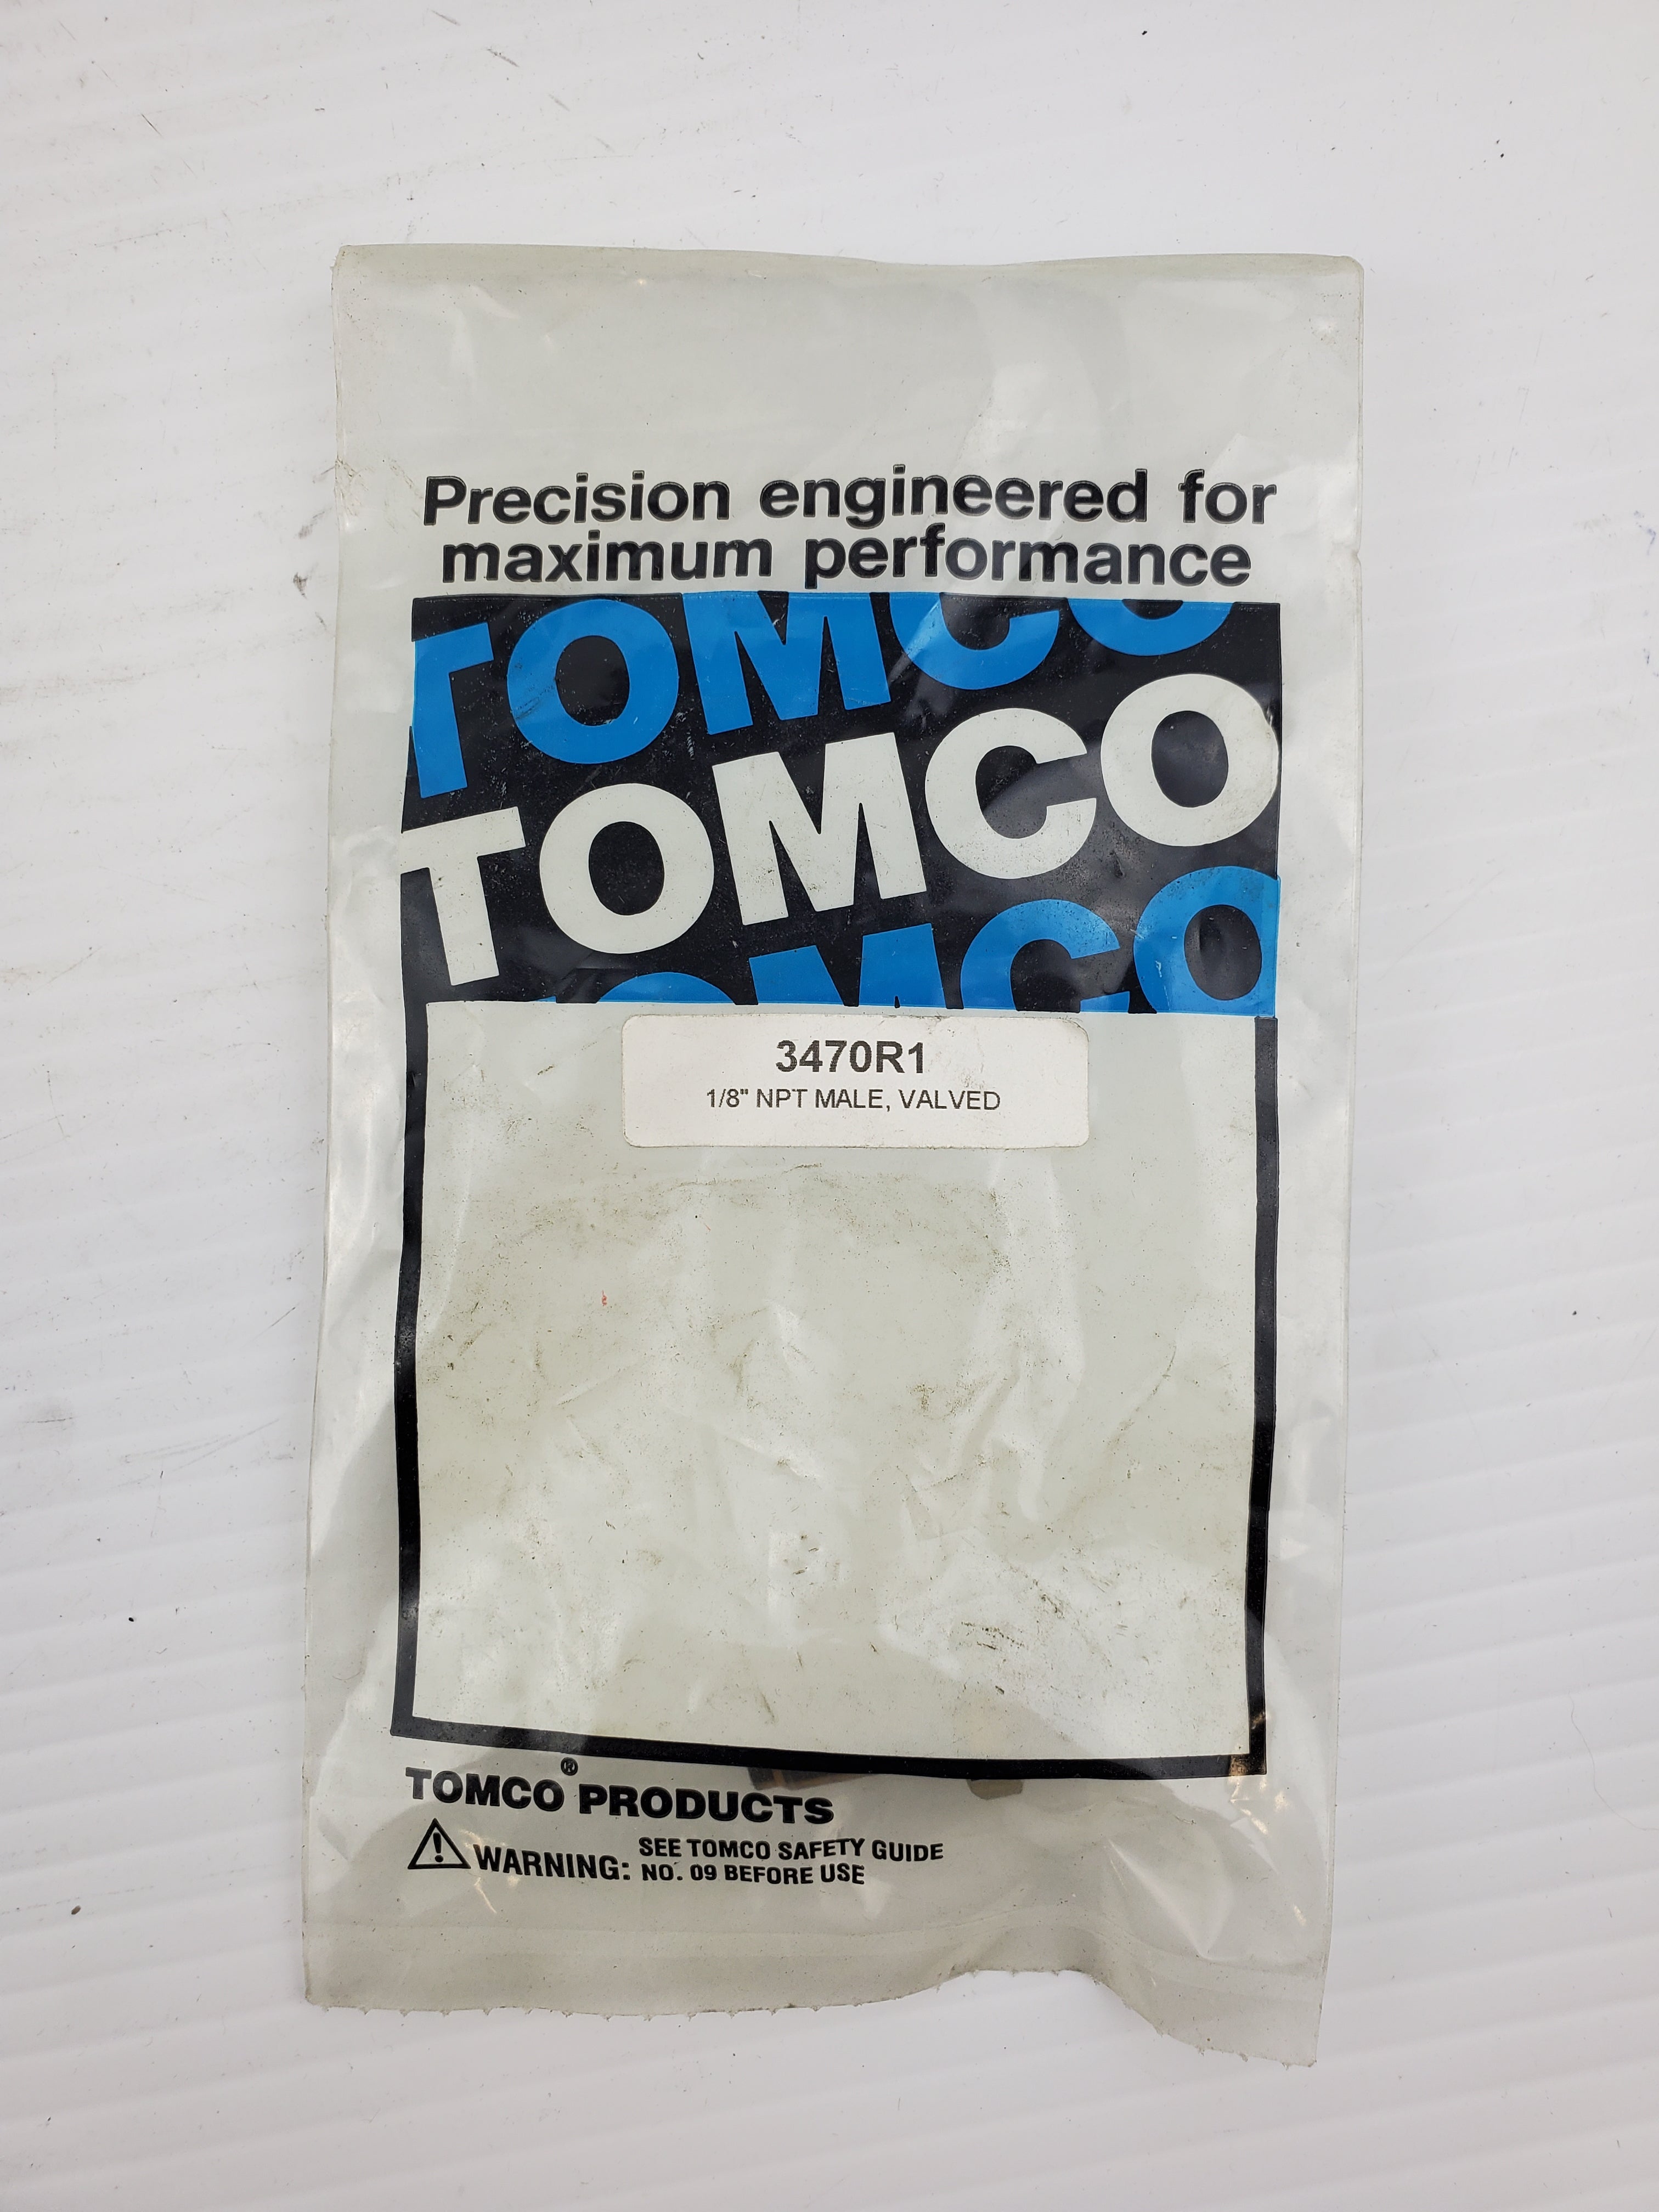 Precision engineered for
maximum performance
TOMCO
TOMCO
TOMCO
3470R1
1/8" NPT MALE, VALVED
TOMCO® PRODUCTS
WARNING: SEE TOMCO SAFETY GUIDE
NO. 09 BEFORE USE